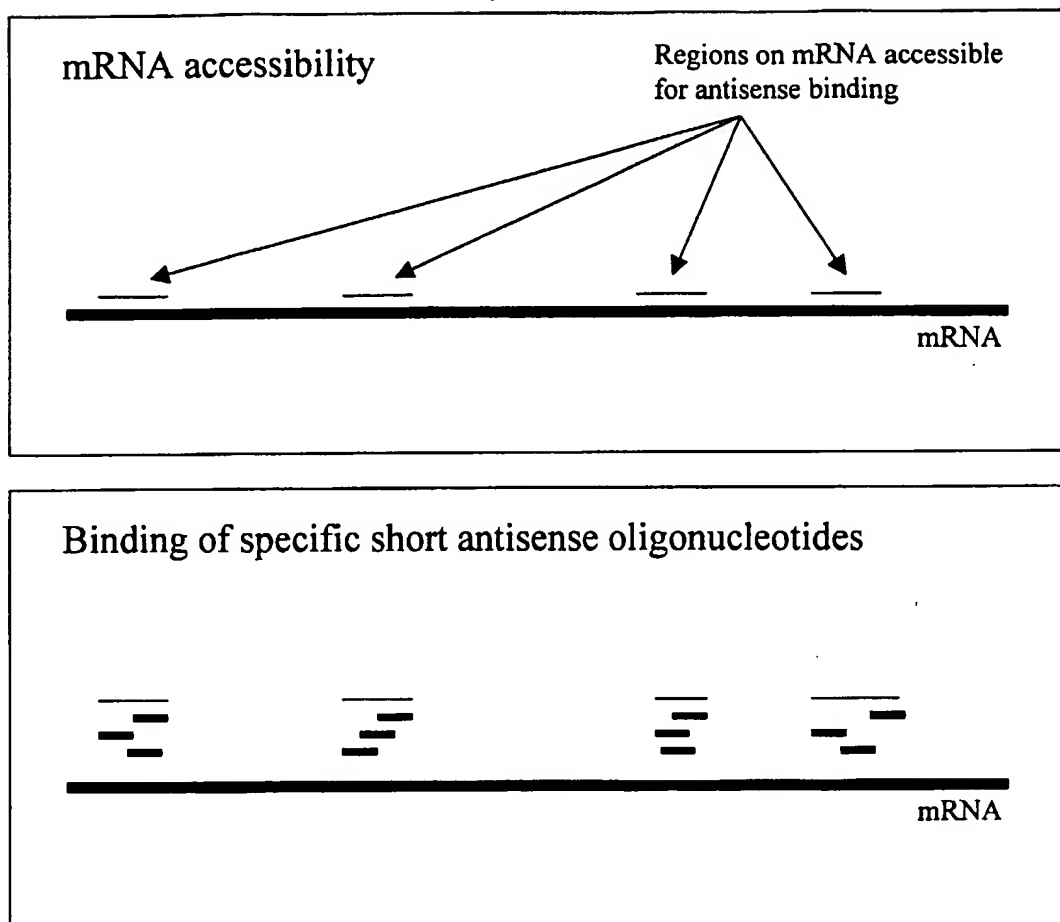 mRNA accessibility
Regions on mRNA accessible
for antisense binding
mRNA
Binding of specific short antisense oligonucleotides
mRNA